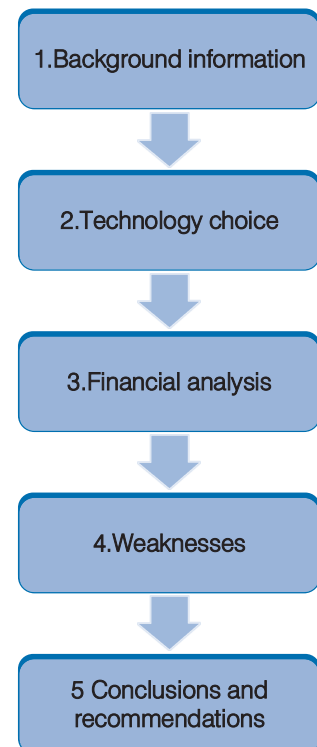 1.Background information
2.Technology choice
3.Financial analysis
4.Weaknesses
5 Conclusions and
recommendations